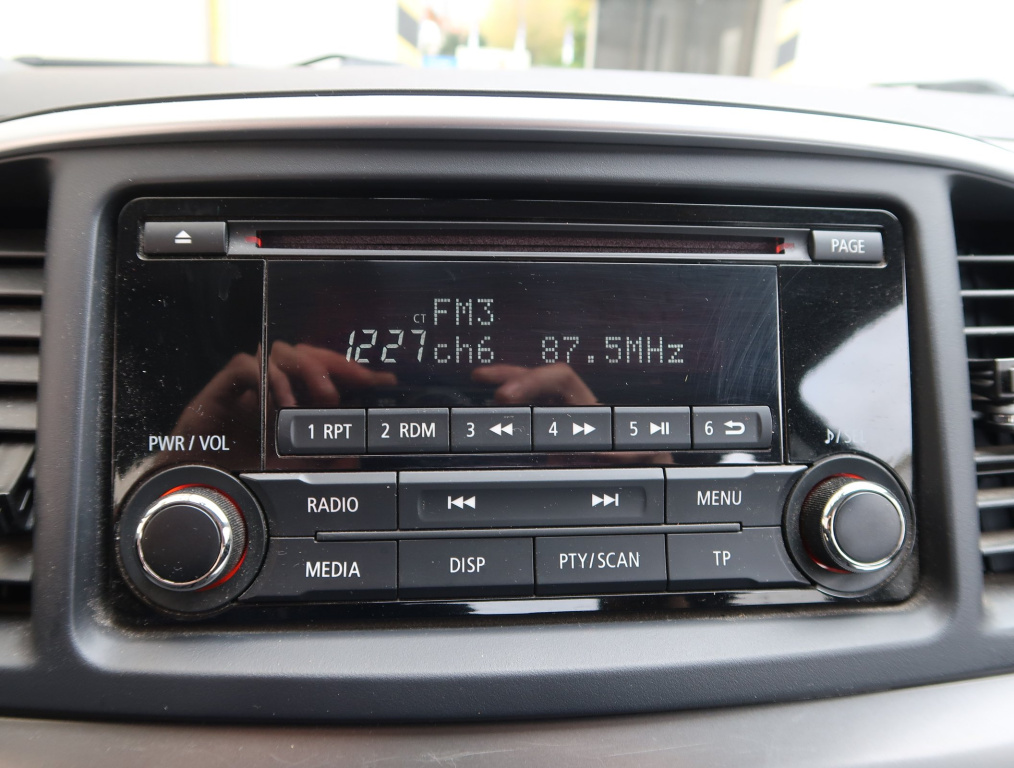 PAGE
CT FM3
1227 ch6 87.5MHz
1 RPT 2 RDM 3 4 5 6
PWR / VOL
RADIO MENU
MEDIA DISP PTY/SCAN TP